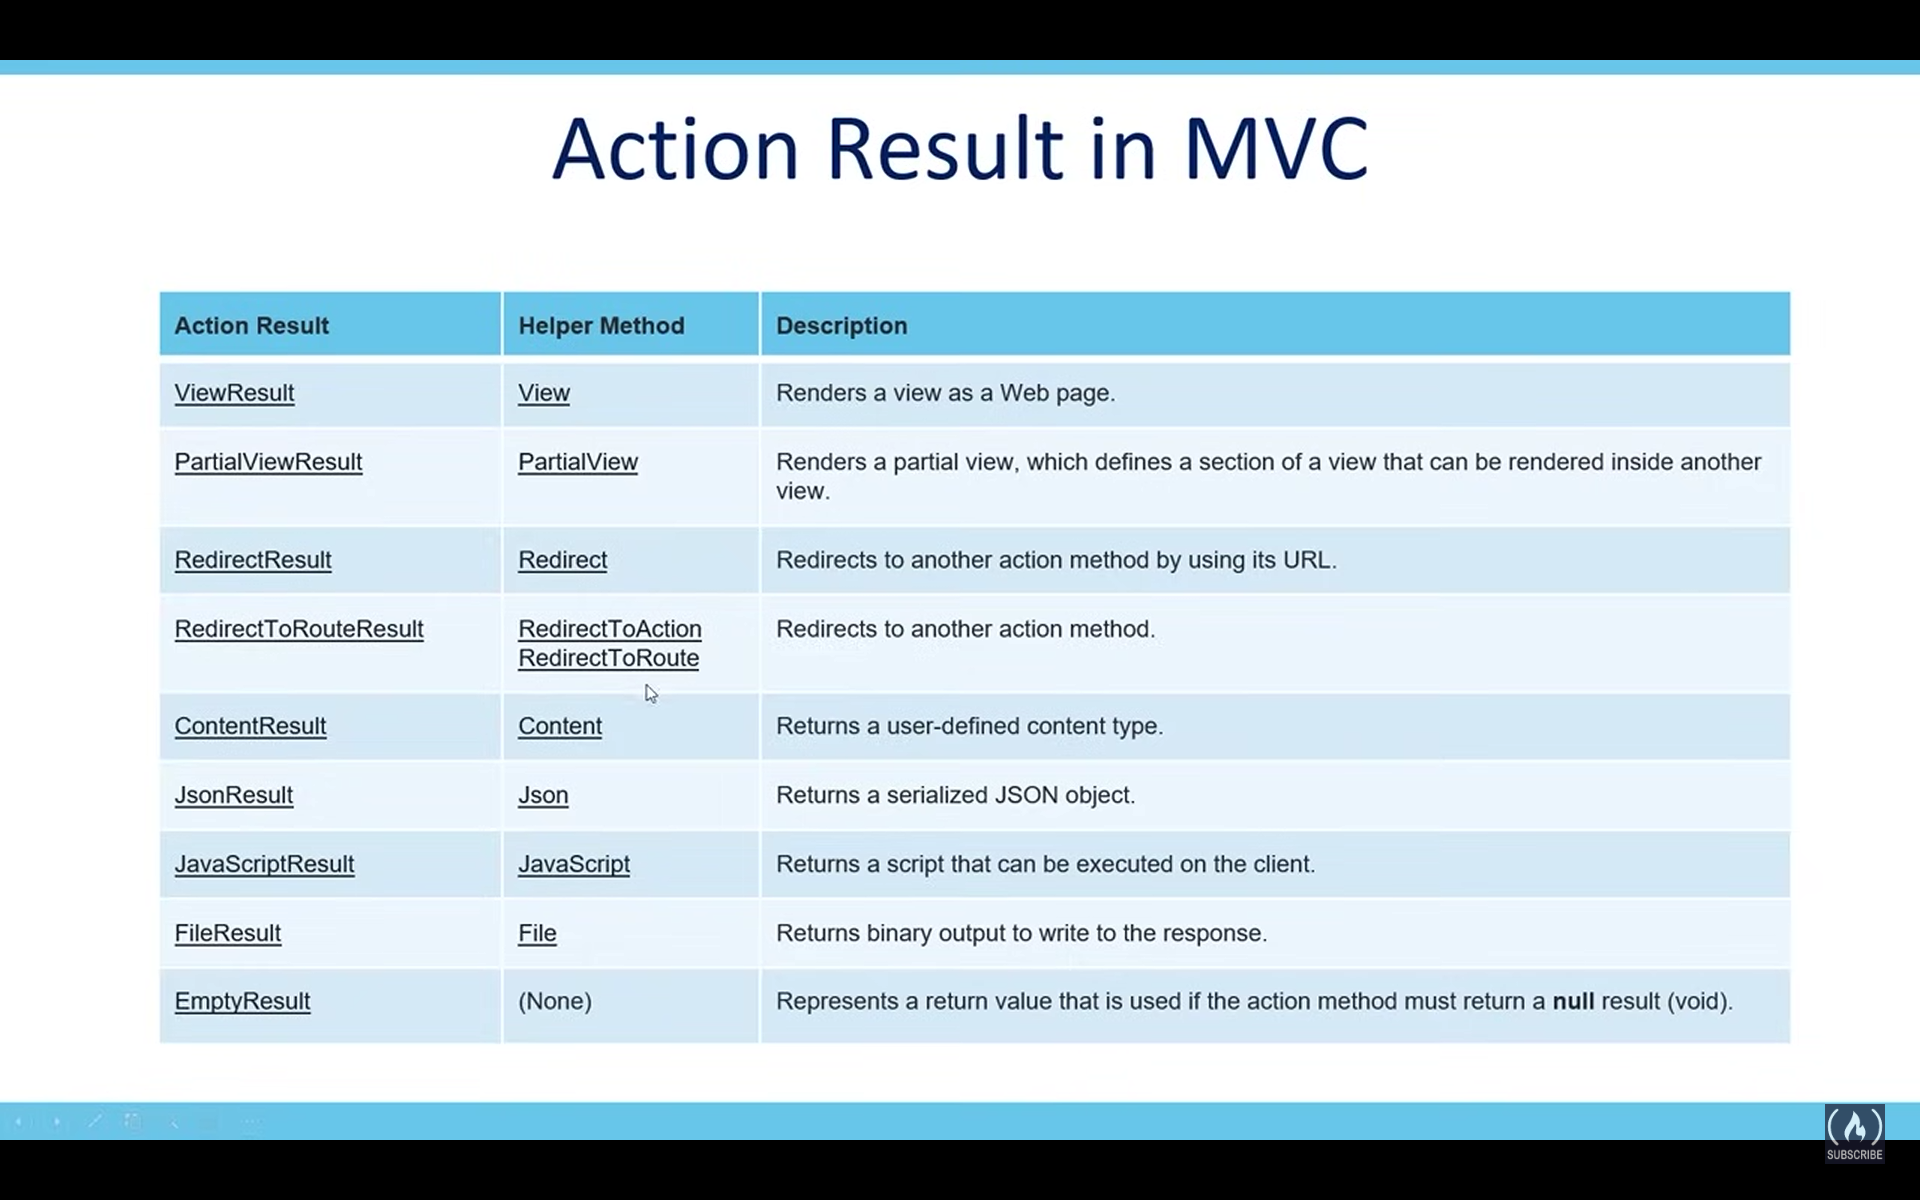 Action Result in MVC
Action Result Helper Method Description
ViewResult View Renders a view as a Web page.
PartialViewResult PartialView Renders a partial view, which defines a section of a view that can be rendered inside another
view.
RedirectResult Redirect Redirects to another action method by using its URL.
RedirectToRouteResult RedirectToAction Redirects to another action method.
RedirectToRoute
ContentResult Content Returns a user-defined content type.
JsonResult Json Returns a serialized JSON object.
JavaScriptResult JavaScript Returns a script that can be executed on the client.
FileResult File Returns binary output to write to the response.
EmptyResult (None) Represents a return value that is used if the action method must return a null result (void).
SUBSCRIBE